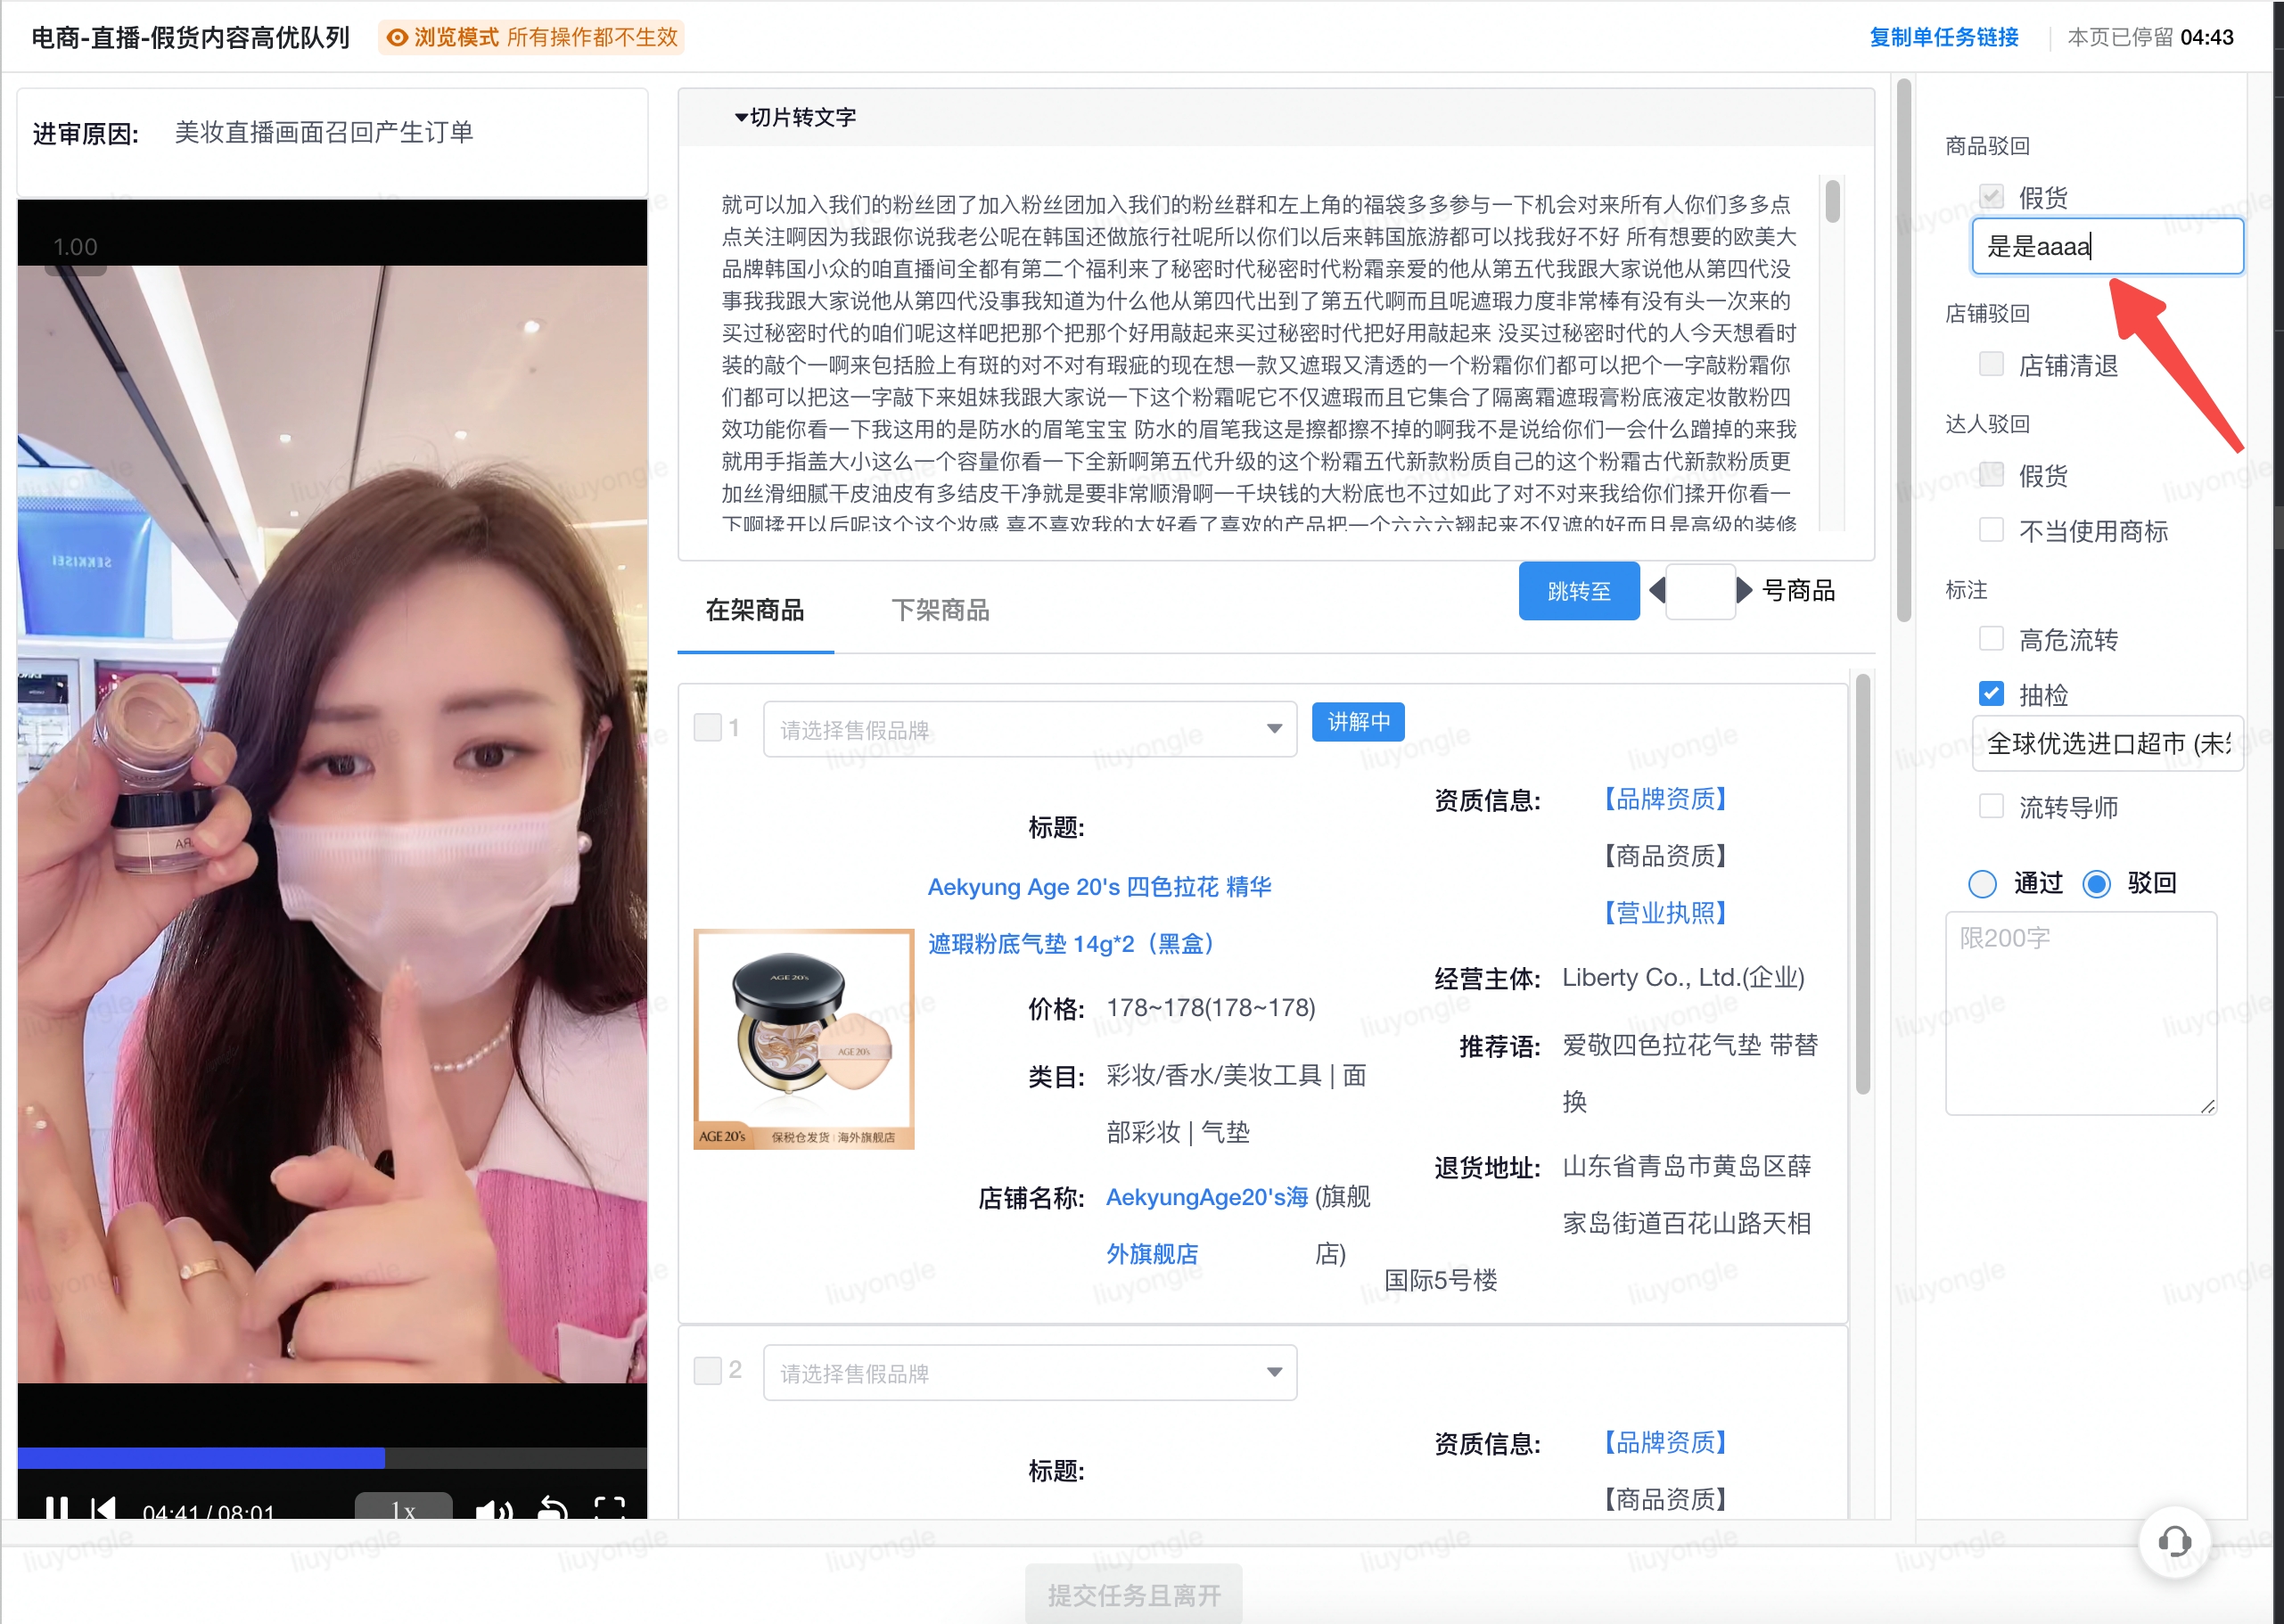 电商-直播-假货内容高优队列
浏览模式 所有操作都不生效
复制单任务链接
本页已停留 04:43
进审原因: 美妆直播画面召回产生订单
1.00
SEKKISEI
04:41 / 08:01
1x
切片转文字
就可以加入我们的粉丝团了加入粉丝团加入我们的粉丝群和左上角的福袋多多参与一下机会对来所有人你们多多点
点关注啊因为我跟你说我老公呢在韩国还做旅行社呢所以你们以后来韩国旅游都可以找我好不好 所有想要的欧美大
品牌韩国小众的咱直播间全都有第二个福利来了秘密时代秘密时代粉霜亲爱的他从第五代我跟大家说他从第四代没
事我我跟大家说他从第四代没事我知道为什么他从第四代出到了第五代啊而且呢遮瑕力度非常棒有没有头一次来的
买过秘密时代的咱们呢这样吧把那个把那个好用敲起来买过秘密时代把好用敲起来 没买过秘密时代的人今天想看时
装的敲个一啊来包括脸上有斑的对不对有瑕疵的现在想一款又遮瑕又清透的一个粉霜你们都可以把个一字敲粉霜你
们都可以把这一字敲下来姐妹我跟大家说一下这个粉霜呢它不仅遮瑕而且它集合了隔离霜遮瑕膏粉底液定妆散粉四
效功能你看一下我这用的是防水的眉笔宝宝 防水的眉笔我这是擦都擦不掉的啊我不是说给你们一会什么蹭掉的来我
就用手指盖大小这么一个容量你看一下全新啊第五代升级的这个粉霜五代新款粉质自己的这个粉霜古代新款粉质更
加丝滑细腻干皮油皮有多结皮干净就是要非常顺滑啊一千块钱的大粉底也不过如此了对不对来我给你们揉开你看一
下啊揉开以后呢这个这个妆感 喜不喜欢我的太好看了喜欢的产品把一个六六六翘起来不仅遮的好而且是高级的装修
在架商品
下架商品
跳转至
号商品
1
请选择售假品牌
讲解中
标题:
Aekyung Age 20's 四色拉花 精华
遮瑕粉底气垫 14g*2（黑盒）
价格: 178~178(178~178)
类目: 彩妆/香水/美妆工具 | 面
部彩妆 | 气垫
店铺名称: AekyungAge20's海 (旗舰
外旗舰店 店)
AGE 20's
AGE 20's
AGE 20's 保税仓发货 | 海外旗舰店
资质信息: 【品牌资质】
【商品资质】
【营业执照】
经营主体: Liberty Co., Ltd.(企业)
推荐语: 爱敬四色拉花气垫 带替
换
退货地址: 山东省青岛市黄岛区薛
家岛街道百花山路天相
国际5号楼
2
请选择售假品牌
标题:
资质信息: 【品牌资质】
【商品资质】
商品驳回
假货
是是aaaa
店铺驳回
店铺清退
达人驳回
假货
不当使用商标
标注
高危流转
抽检
全球优选进口超市 (未
流转导师
通过
驳回
限200字
提交任务且离开
liuyongle